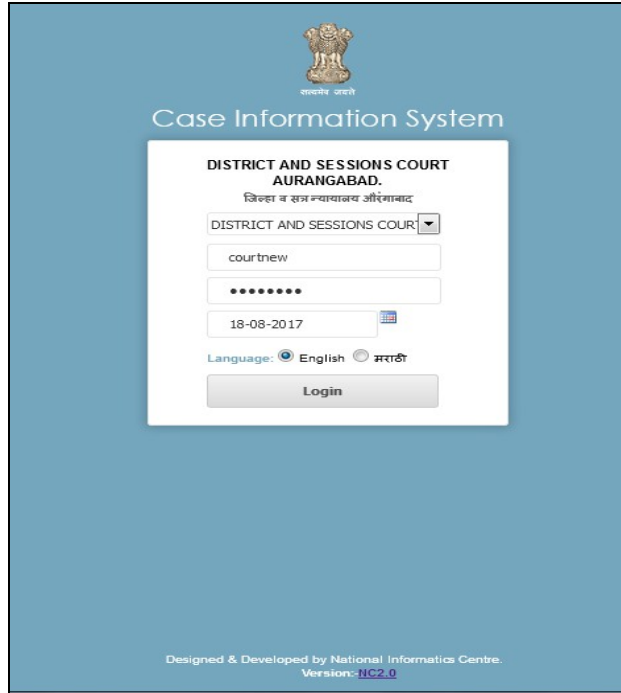 सत्यमेव जयते
Case Information System
DISTRICT AND SESSIONS COURT
AURANGABAD.
जिल्हा व सत्र न्यायालय औरंगाबाद
DISTRICT AND SESSIONS COUR
courtnew
••••••••
18-08-2017
Language: English मराठी
Login
Designed & Developed by National Informatics Centre.
Version:-NC2.0